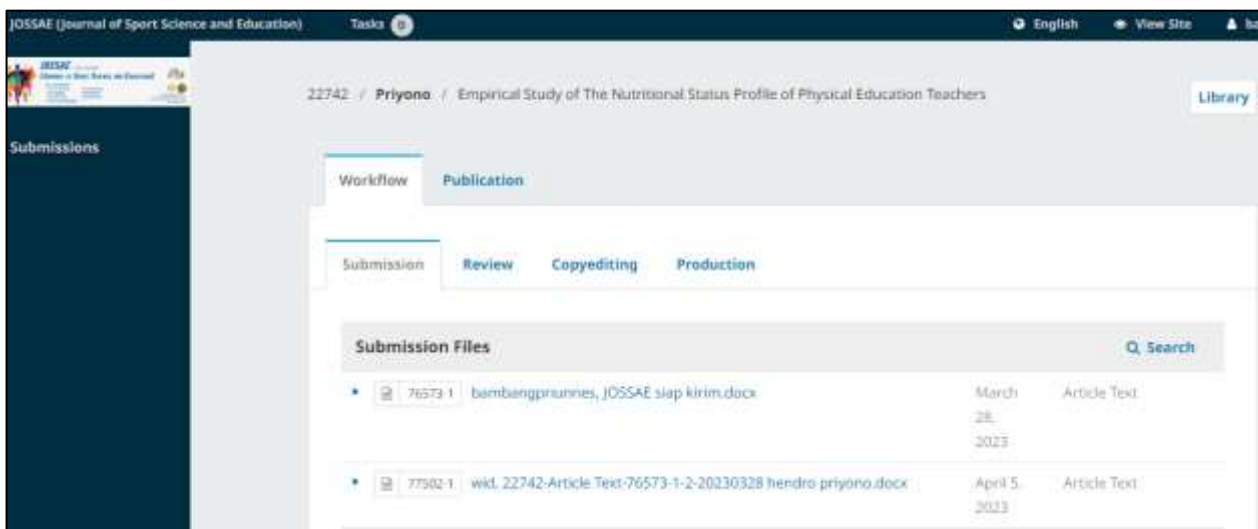 JOSSAE (Journal of Sport Science and Education) Tasks 0 English View Site
JOSSAE
22742 / Priyono / Empirical Study of The Nutritional Status Profile of Physical Education Teachers
Library
Submissions
Workflow Publication
Submission Review Copyediting Production
Submission Files Search
76573-1 bambangpriunnes, JOSSAE siap kirim.docx March 28, 2023 Article Text
77502-1 wid. 22742-Article Text-76573-1-2-20230328 hendro priyono.docx April 5, 2023 Article Text